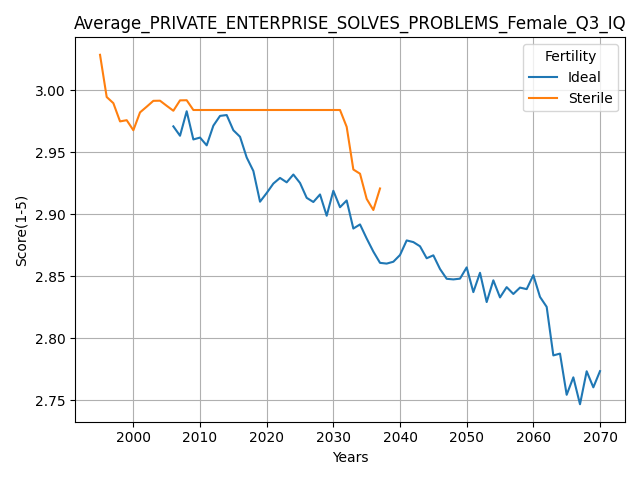 Average_PRIVATE_ENTERPRISE_SOLVES_PROBLEMS_Female_Q3_IQ
Fertility
Ideal
Sterile
Score(1-5)
3.00
2.95
2.90
2.85
2.80
2.75
2000 2010 2020 2030 2040 2050 2060 2070
Years